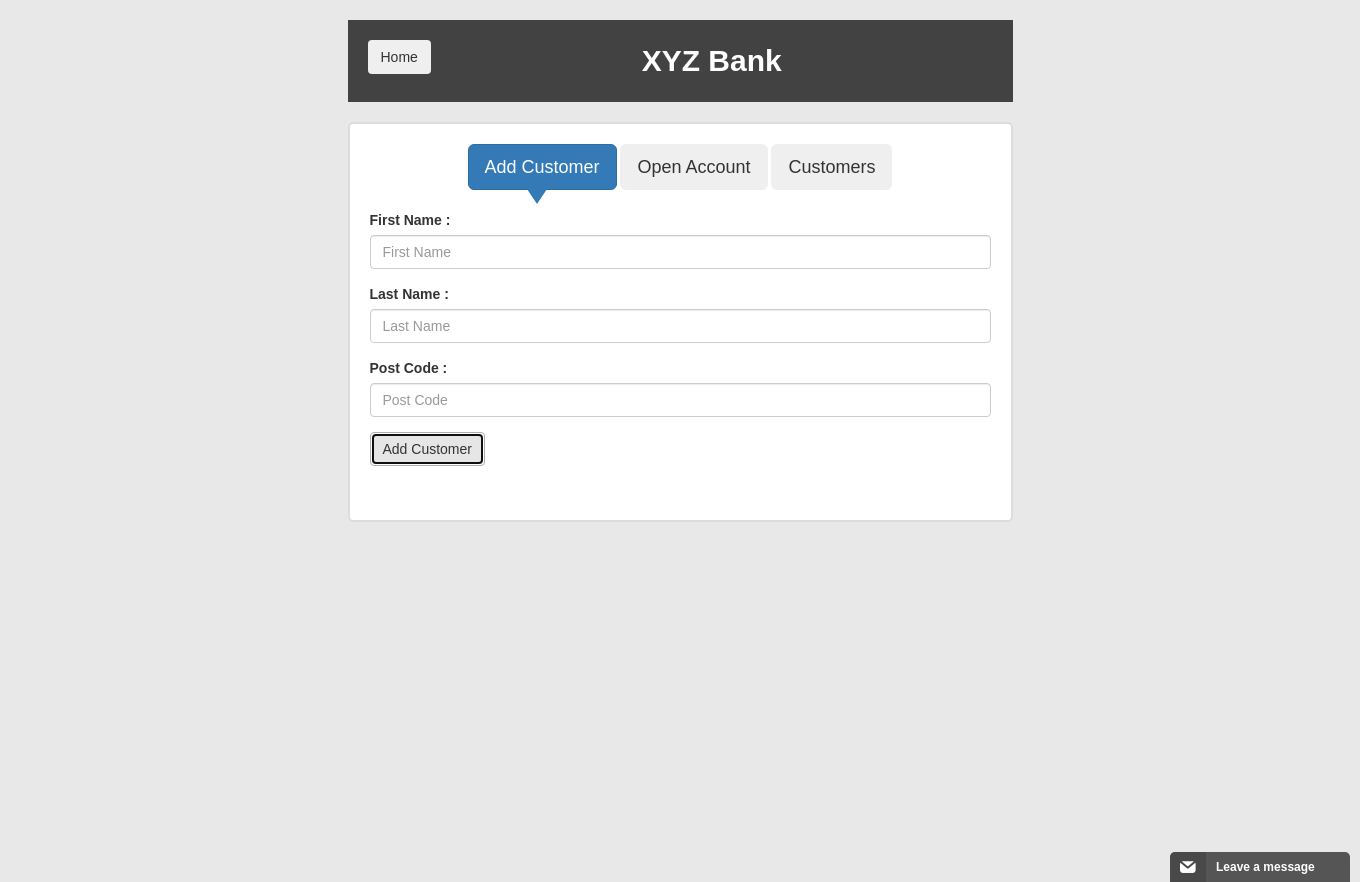 Home
XYZ Bank
Add Customer
Open Account
Customers
First Name :
First Name
Last Name :
Last Name
Post Code :
Post Code
Add Customer
Leave a message